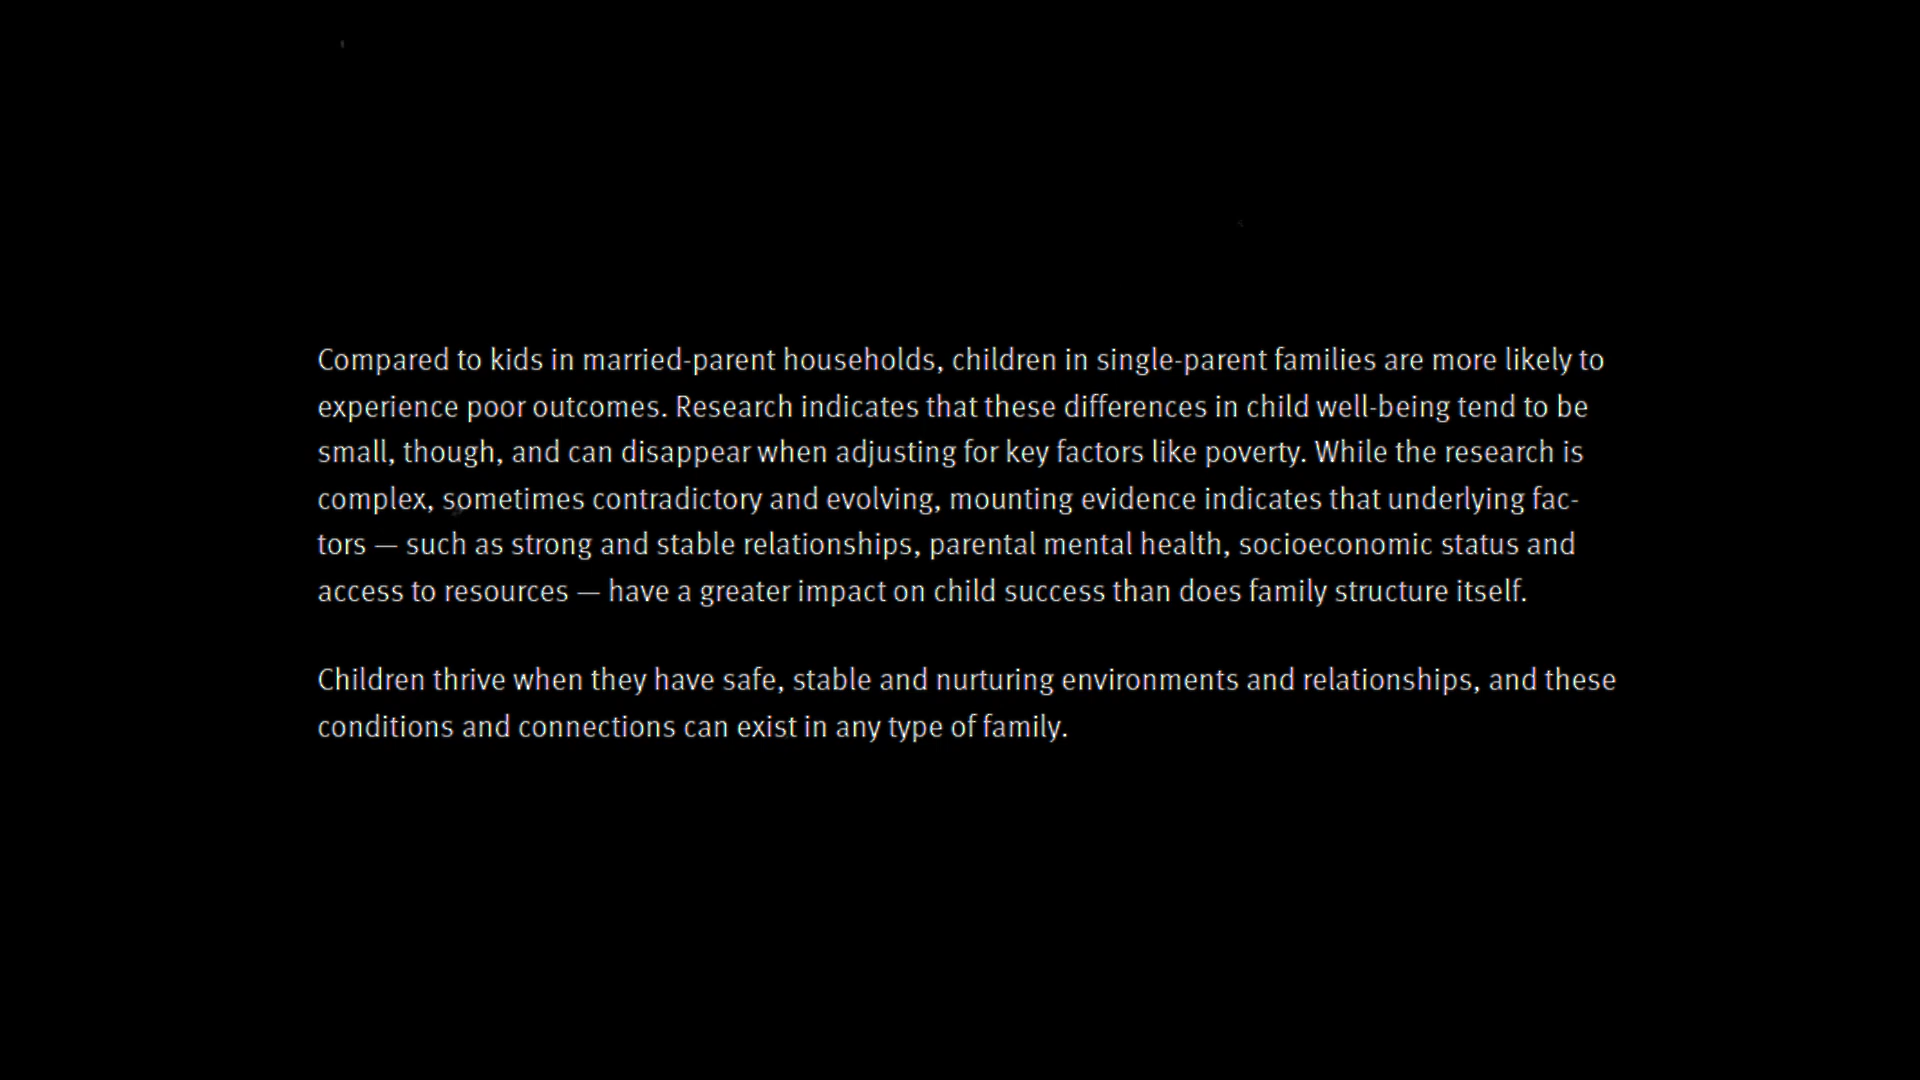 Compared to kids in married-parent households, children in single-parent families are more likely to
experience poor outcomes. Research indicates that these differences in child well-being tend to be
small, though, and can disappear when adjusting for key factors like poverty. While the research is
complex, sometimes contradictory and evolving, mounting evidence indicates that underlying fac-
tors — such as strong and stable relationships, parental mental health, socioeconomic status and
access to resources — have a greater impact on child success than does family structure itself.
Children thrive when they have safe, stable and nurturing environments and relationships, and these
conditions and connections can exist in any type of family.